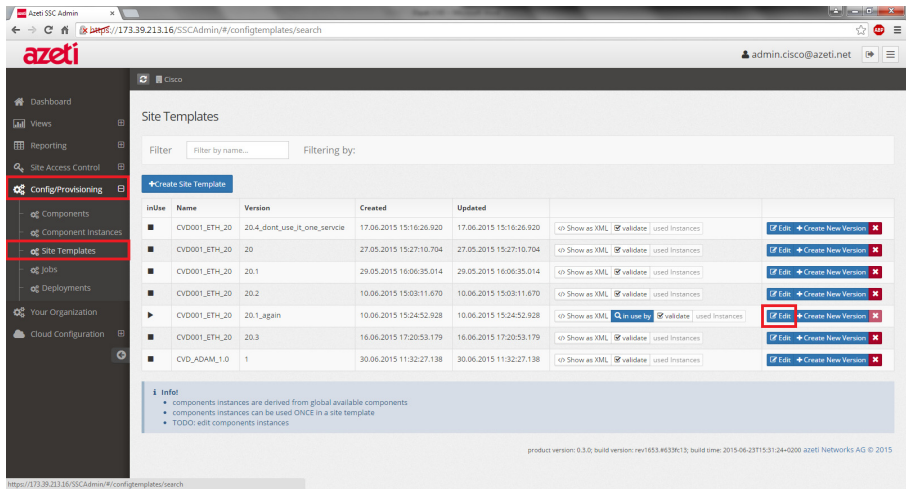 azeti Azeti SSC Admin
https://173.39.213.16/SSCAdmin/#/configtemplates/search
ABP
azeti
admin.cisco@azeti.net
Cisco
Dashboard
Views
Reporting
Site Access Control
Config/Provisioning
Components
Component Instances
Site Templates
Jobs
Deployments
Your Organization
Cloud Configuration
Site Templates
Filter Filter by name... Filtering by:
+Create Site Template
inUse Name Version Created Updated
CVD001_ETH_20 20.4_dont_use_it_one_servcie 17.06.2015 15:16:26.920 17.06.2015 15:16:26.920 </> Show as XML validate used Instances Edit +Create New Version
CVD001_ETH_20 20 27.05.2015 15:27:10.704 27.05.2015 15:27:10.704 </> Show as XML validate used Instances Edit +Create New Version
CVD001_ETH_20 20.1 29.05.2015 16:06:35.014 29.05.2015 16:06:35.014 </> Show as XML validate used Instances Edit +Create New Version
CVD001_ETH_20 20.2 10.06.2015 15:03:11.670 10.06.2015 15:03:11.670 </> Show as XML validate used Instances Edit +Create New Version
CVD001_ETH_20 20.1_again 10.06.2015 10:24:52.928 10.06.2015 10:24:52.928 </> Show as XML in use by validate used Instances Edit +Create New Version
CVD001_ETH_20 20.3 16.06.2015 17:20:53.179 16.06.2015 17:20:53.179 </> Show as XML validate used Instances Edit +Create New Version
CVD_ADAM_1.0 1 30.06.2015 11:32:27.138 30.06.2015 11:32:27.138 </> Show as XML validate used Instances Edit +Create New Version
i Info!
• components instances are derived from global available components
• components instances can be used ONCE in a site template
• TODO: edit components instances
product version: 0.3.0; build version: rev1653.#633fc13; build time: 2015-06-23T15:31:24+0200 azeti Networks AG © 2015
https://173.39.213.16/SSCAdmin/#/configtemplates/search